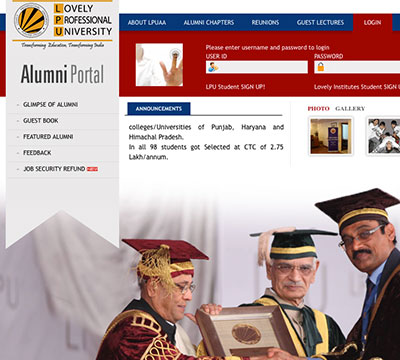 LPU
LOVELY
PROFESSIONAL
UNIVERSITY
Transforming Education, Transforming India
Alumni Portal
GLIMPSE OF ALUMNI
GUEST BOOK
FEATURED ALUMNI
FEEDBACK
JOB SECURITY REFUND NEW
ABOUT LPUAA
ALUMNI CHAPTERS
REUNIONS
GUEST LECTURES
LOGIN
Please enter username and password to login
USER ID
PASSWORD
LPU Student SIGN UP!
Lovely Institutes Student SIGN
ANNOUNCEMENTS
colleges/Universities of Punjab, Haryana and
Himachal Pradesh.
In all 98 students got Selected at CTC of 2.75
Lakh/annum.
PHOTO GALLERY